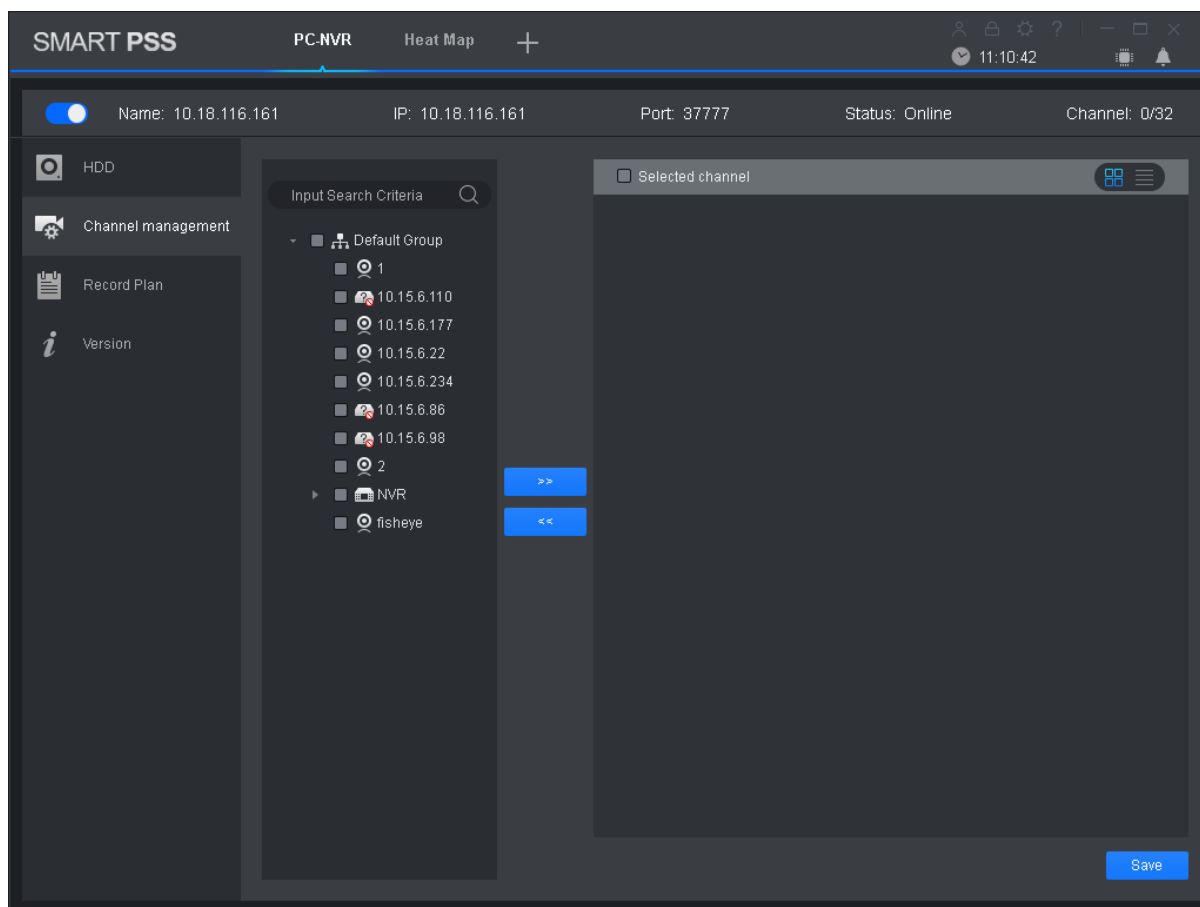 SMART PSS PC-NVR Heat Map
11:10:42
Name: 10.18.116.161 IP: 10.18.116.161 Port: 37777 Status: Online Channel: 0/32
HDD
Channel management
Record Plan
Version
Input Search Criteria
Default Group
1
10.15.6.110
10.15.6.177
10.15.6.22
10.15.6.234
10.15.6.86
10.15.6.98
2
NVR
fisheye
>>
<<
Selected channel
Save